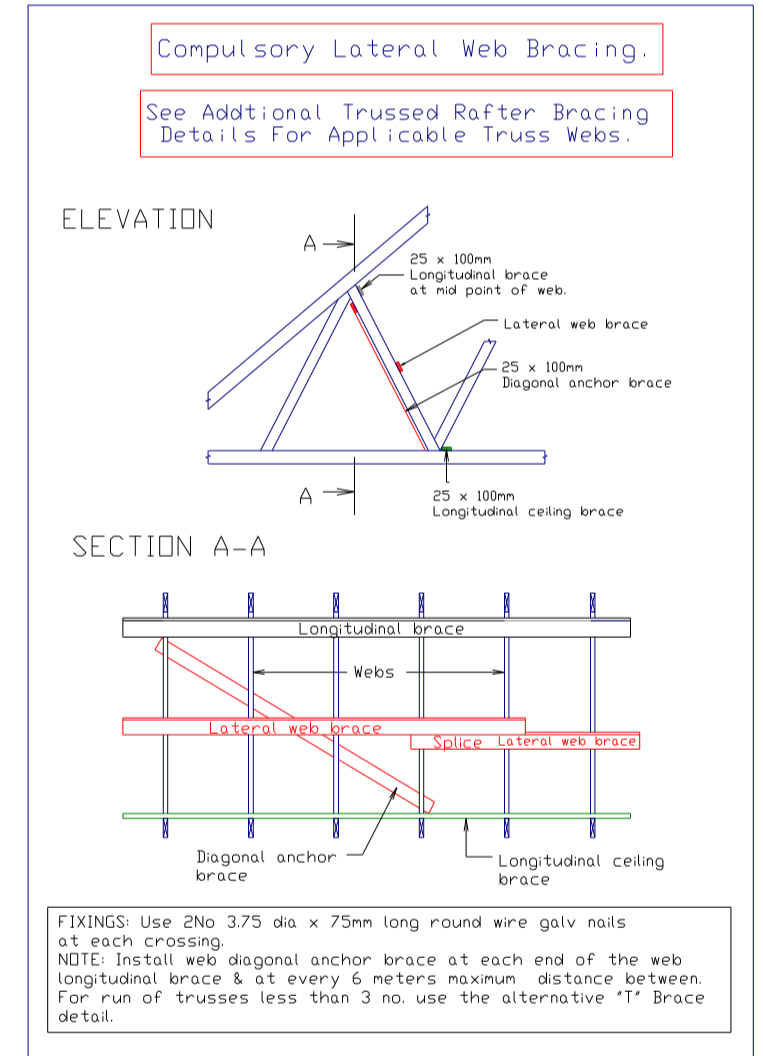 Compulsory Lateral Web Bracing.
See Addtional Trussed Rafter Bracing
Details For Applicable Truss Webs.
ELEVATION
A
25 x 100mm
Longitudinal brace
at mid point of web.
Lateral web brace
25 x 100mm
Diagonal anchor brace
A
25 x 100mm
Longitudinal ceiling brace
SECTION A-A
Longitudinal brace
Webs
Lateral web brace
Splice Lateral web brace
Diagonal anchor
brace
Longitudinal ceiling
brace
FIXINGS: Use 2No 3.75 dia x 75mm long round wire galv nails
at each crossing.
NOTE: Install web diagonal anchor brace at each end of the web
longitudinal brace & at every 6 meters maximum distance between.
For run of trusses less than 3 no. use the alternative "T" Brace
detail.